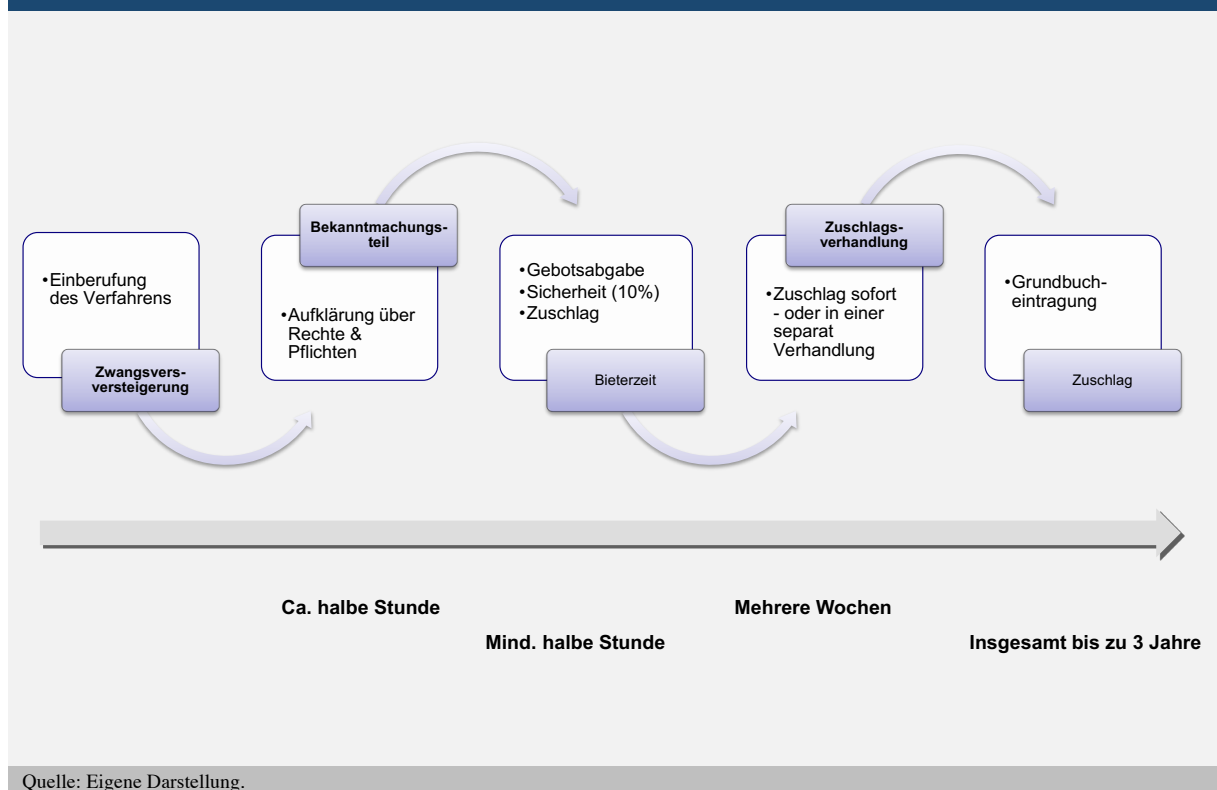 •Einberufung
des Verfahrens
Zwangsvers-
versteigerung
Bekanntmachungs-
teil
•Aufklärung über
Rechte &
Pflichten
•Gebotsabgabe
•Sicherheit (10%)
•Zuschlag
Bieterzeit
Zuschlags-
verhandlung
•Zuschlag sofort
- oder in einer
separat
Verhandlung
•Grundbuch-
eintragung
Zuschlag
Ca. halbe Stunde
Mind. halbe Stunde
Mehrere Wochen
Insgesamt bis zu 3 Jahre
Quelle: Eigene Darstellung.